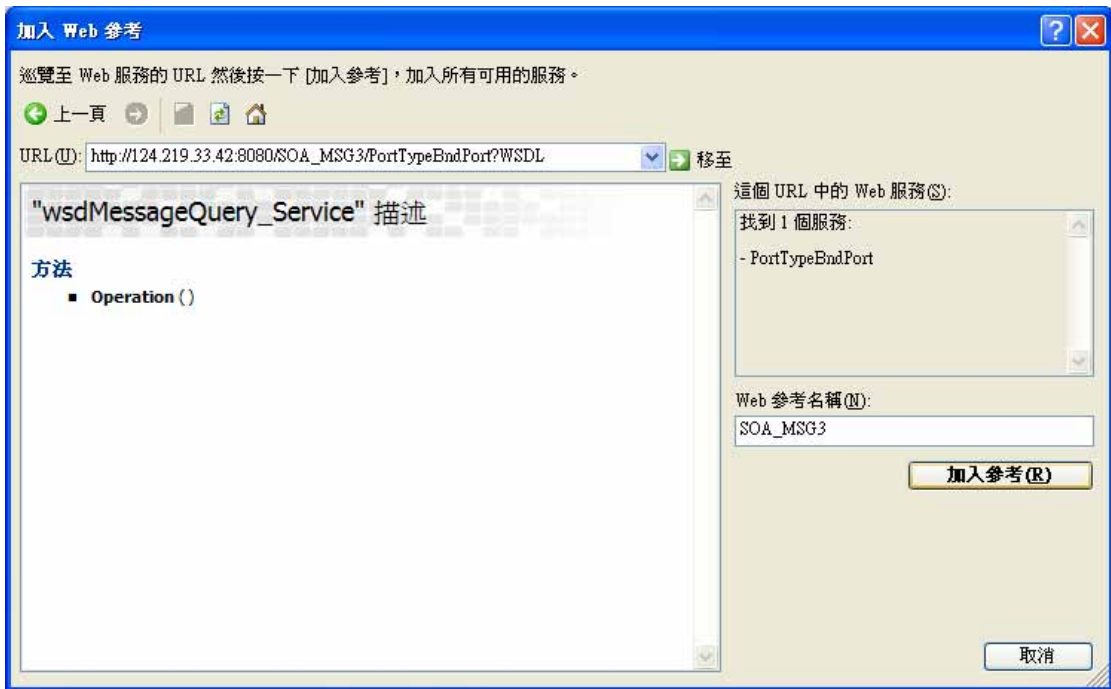 加入 Web 參考
巡覽至 Web 服務的 URL 然後按一下 [加入參考],加入所有可用的服務。
上一頁
URL(U): http://124.219.33.42:8080/SOA_MSG3/PortTypeBndPort?WSDL 移至
"wsdMessageQuery_Service" 描述
方法
Operation ()
這個 URL 中的 Web 服務(S):
找到 1 個服務:
- PortTypeBndPort
Web 參考名稱(N):
SOA_MSG3
加入參考(R)
取消